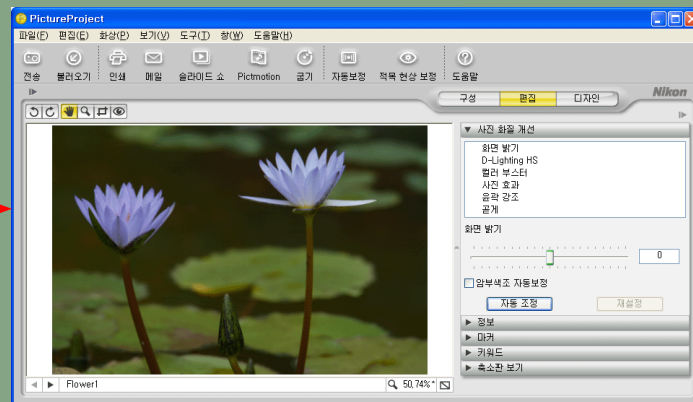 PictureProject
파일(F) 편집(E) 화상(P) 보기(V) 도구(T) 창(W) 도움말(H)
전송 불러오기 인쇄 메일 슬라이드 쇼 Pictmotion 굽기 자동보정 적목 현상 보정 도움말
구성 편집 디자인 Nikon
사진 화질 개선
화면 밝기
D-Lighting HS
컬러 부스터
사진 효과
윤곽 강조
곧게
화면 밝기
0
암부색조 자동보정
자동 조정 재설정
정보
마커
키워드
축소판 보기
Flower1 50,74%*